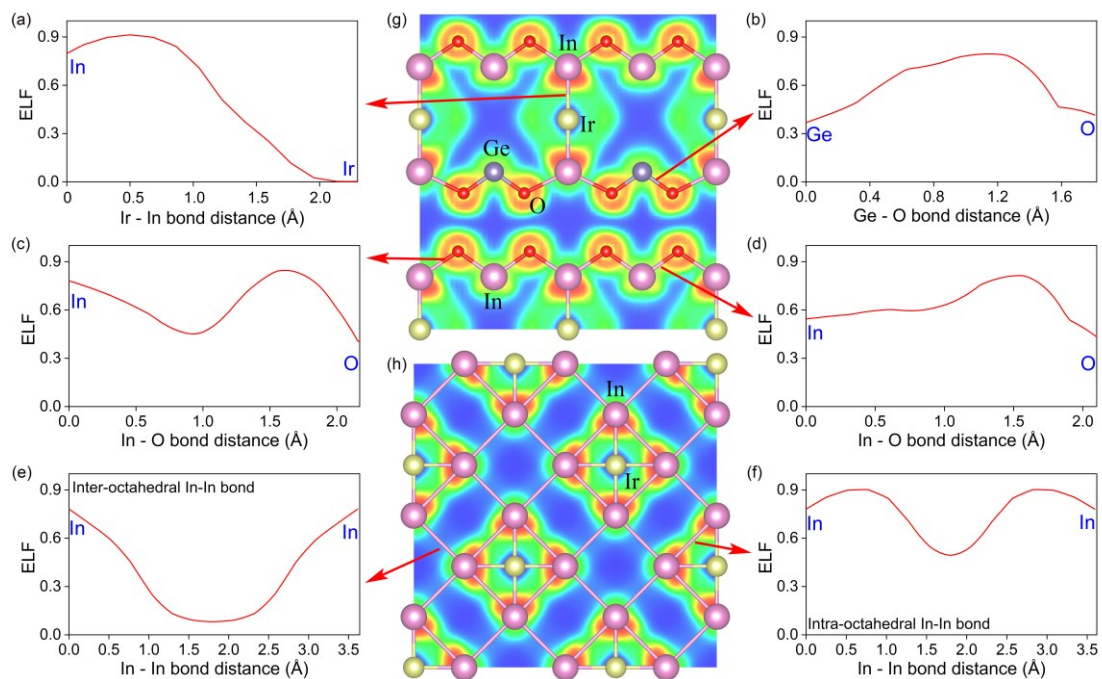 (a)
0.9
0.6
0.3
0.0
ELF
In
Ir
0.0 0.5 1.0 1.5 2.0
Ir - In bond distance (Å)
(g)
In
Ir
Ge
O
In
(b)
0.9
0.6
0.3
0.0
ELF
Ge
O
0.0 0.4 0.8 1.2 1.6
Ge - O bond distance (Å)
(c)
0.9
0.6
0.3
0.0
ELF
In
O
0.0 0.5 1.0 1.5 2.0
In - O bond distance (Å)
(d)
0.9
0.6
0.3
0.0
ELF
In
O
0.0 0.5 1.0 1.5 2.0
In - O bond distance (Å)
(e)
Inter-octahedral In-In bond
0.9
0.6
0.3
0.0
ELF
In
In
0.0 0.5 1.0 1.5 2.0 2.5 3.0 3.5
In - In bond distance (Å)
(h)
In
Ir
(f)
0.9
0.6
0.3
0.0
ELF
In
In
Intra-octahedral In-In bond
0.0 0.5 1.0 1.5 2.0 2.5 3.0 3.5
In - In bond distance (Å)